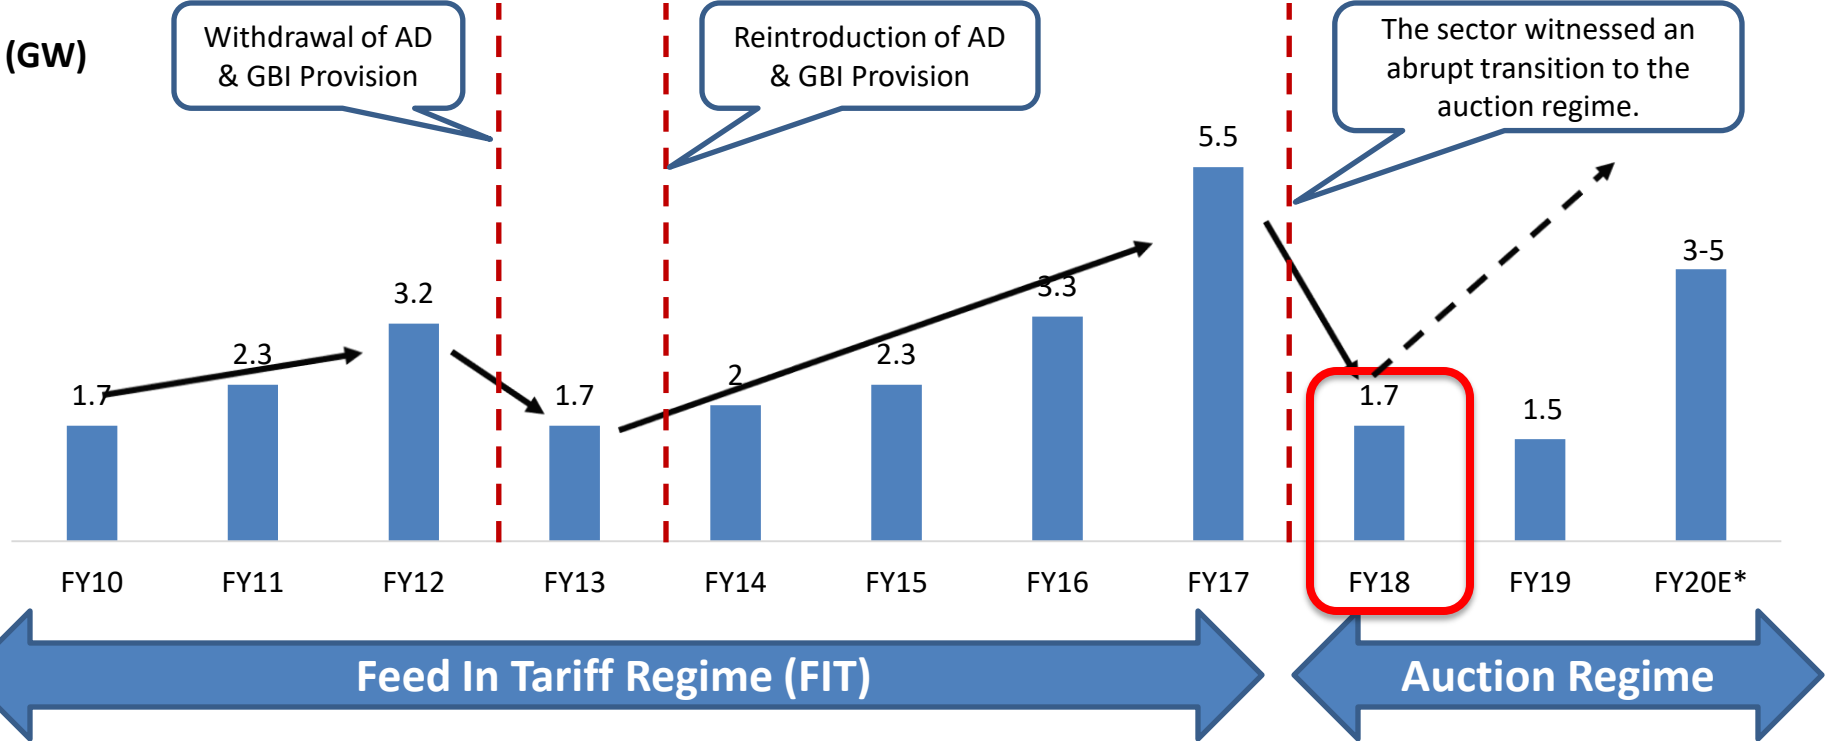 (GW)
Withdrawal of AD
& GBI Provision
Reintroduction of AD
& GBI Provision
The sector witnessed an
abrupt transition to the
auction regime.
1.7
2.3
3.2
1.7
2
2.3
3.3
5.5
1.7
1.5
3-5
FY10
FY11
FY12
FY13
FY14
FY15
FY16
FY17
FY18
FY19
FY20E*
Feed In Tariff Regime (FIT)
Auction Regime